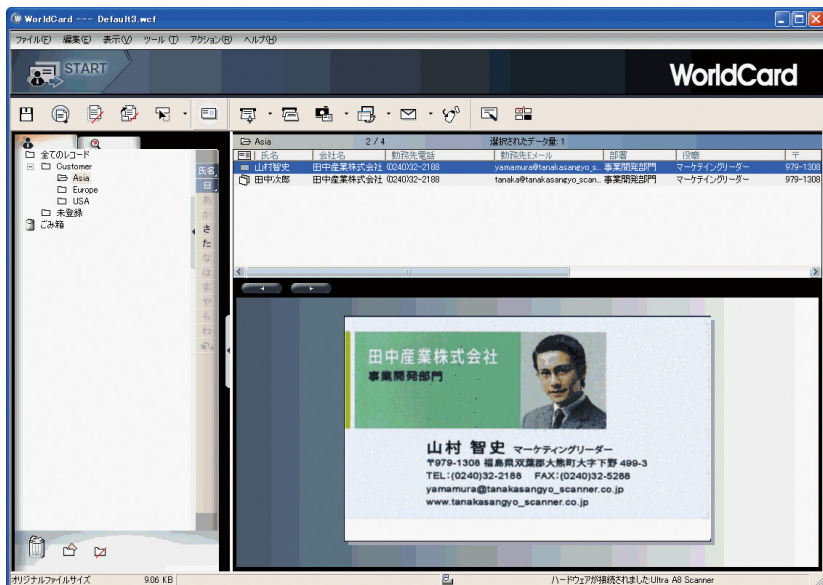 WorldCard --- Default3.wcf
ファイル(F) 編集(E) 表示(V) ツール(T) アクション(R) ヘルプ(H)
START
WorldCard
Asia 2 / 4 選択されたデータ量: 1
氏名 会社名 勤務先電話 勤務先Eメール 部署 役職 〒
山村智史 田中産業株式会社 (0240)32-2188 yamamura@tanakasangyo_s... 事業開発部門 マーケテイングリーダー 979-1308
田中次郎 田中産業株式会社 (0240)32-2188 tanaka@tanakasangyo_scan... 事業開発部門 マーケテイングリーダー 979-1308
全てのレコード
Customer
Asia
Europe
USA
未登録
ごみ箱
氏名
日
あ
か
さ
た
な
は
ま
や
ら
わ
田中産業株式会社
事業開発部門
山村 智史 マーケティングリーダー
〒979-1308 福島県双葉郡大熊町大字下野 499-3
TEL:(0240)32-2188 FAX:(0240)32-5288
yamamura@tanakasangyo_scanner.co.jp
www.tanakasangyo_scanner.co.jp
オリジナルファイルサイズ 9.06 KB ハードウェアが接続されました:Ultra A8 Scanner